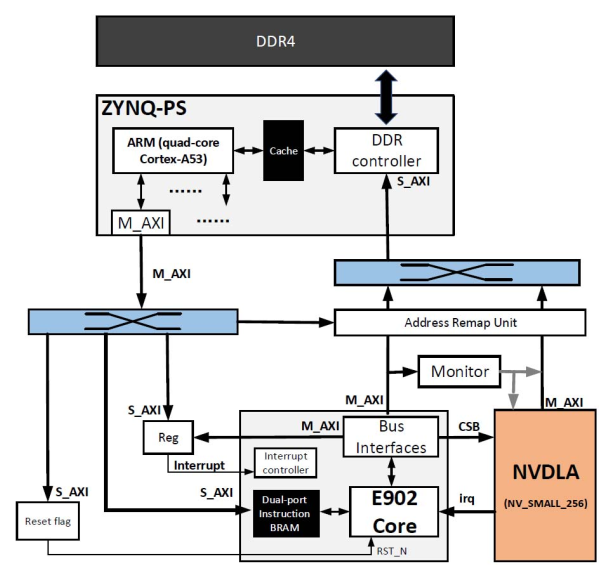 DDR4
ZYNQ-PS
ARM (quad-core
Cortex-A53)
Cache
DDR
controller
......
......
S_AXI
M_AXI
M_AXI
Address Remap Unit
Monitor
M_AXI
M_AXI
S_AXI
Reg
M_AXI
Bus
Interfaces
CSB
Interrupt
Interrupt
controller
NVDLA
(NV_SMALL_256)
S_AXI
S_AXI
Dual-port
Instruction
BRAM
E902
Core
irq
Reset flag
RST_N